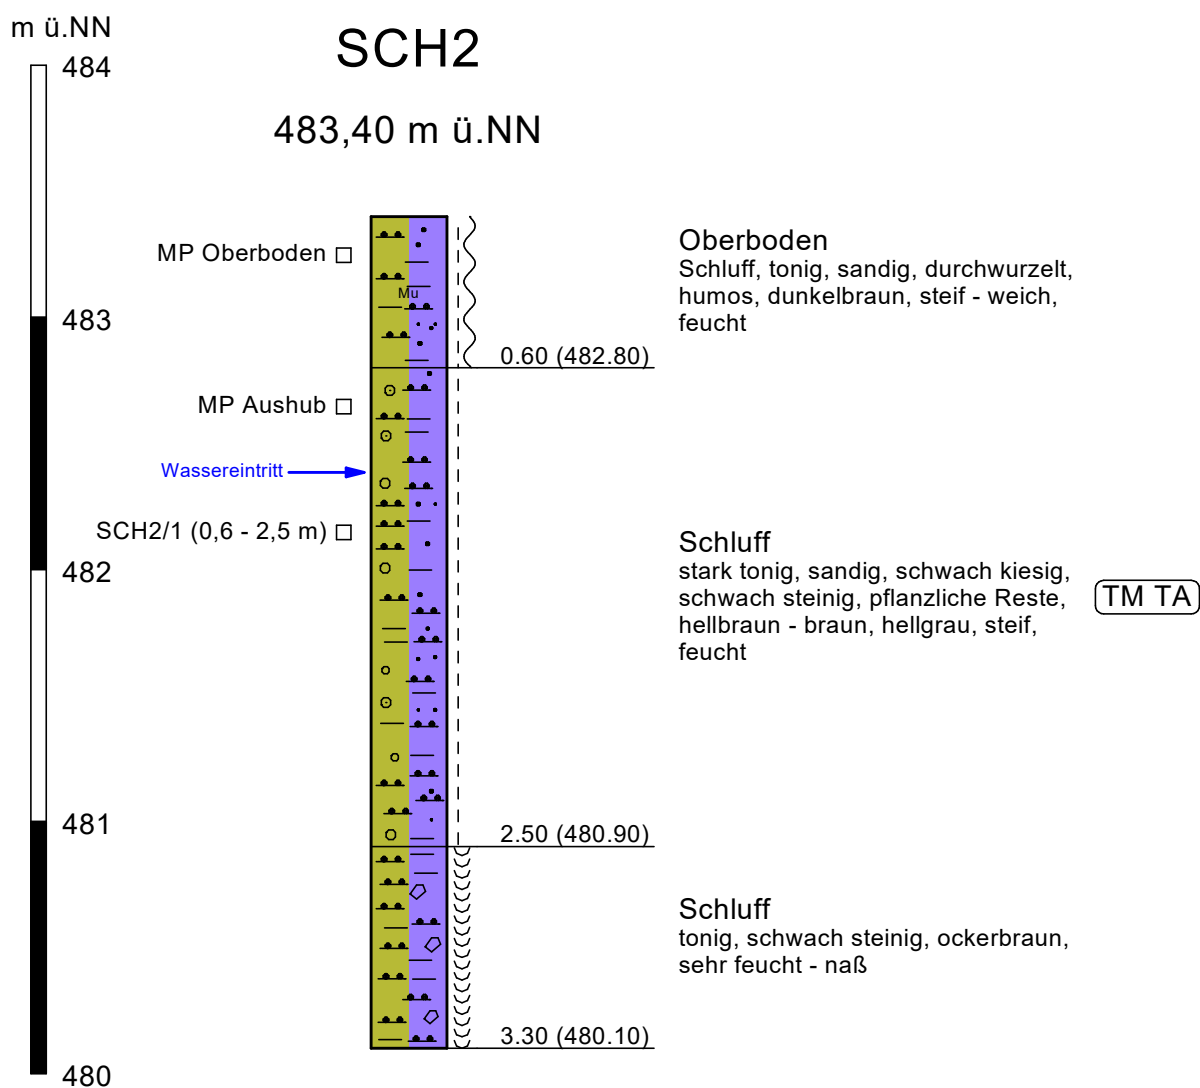 m ü.NN
SCH2
484
483,40 m ü.NN
MP Oberboden
Oberboden
Schluff, tonig, sandig, durchwurzelt,
humos, dunkelbraun, steif - weich,
feucht
Mu
483
0.60 (482.80)
MP Aushub
Wassereintritt
SCH2/1 (0,6 - 2,5 m)
482
Schluff
stark tonig, sandig, schwach kiesig,
schwach steinig, pflanzliche Reste,
hellbraun - braun, hellgrau, steif,
feucht
TM TA
481
2.50 (480.90)
Schluff
tonig, schwach steinig, ockerbraun,
sehr feucht - naß
3.30 (480.10)
480